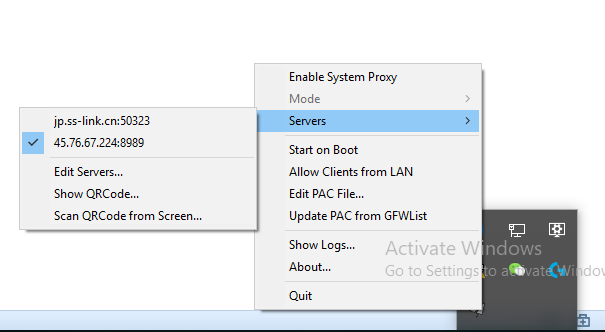 Enable System Proxy
Mode
Servers
jp.ss-link.cn:50323
45.76.67.224:8989
Edit Servers...
Show QRCode...
Scan QRCode from Screen...
Start on Boot
Allow Clients from LAN
Edit PAC File...
Update PAC from GFWList
Show Logs...
About...
Quit
Activate Windows
Go to Settings to activate Windo